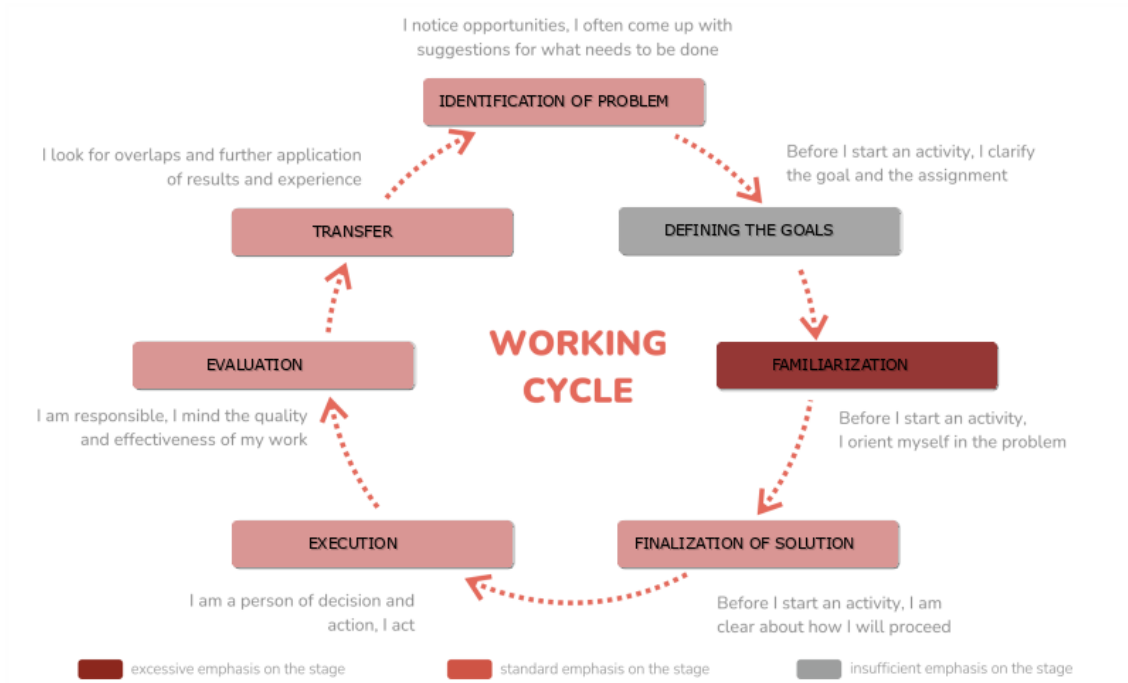 I notice opportunities, I often come up with
suggestions for what needs to be done
IDENTIFICATION OF PROBLEM
Before I start an activity, I clarify
the goal and the assignment
DEFINING THE GOALS
FAMILIARIZATION
Before I start an activity,
I orient myself in the problem
FINALIZATION OF SOLUTION
Before I start an activity, I am
clear about how I will proceed
EXECUTION
I am a person of decision and
action, I act
EVALUATION
I am responsible, I mind the quality
and effectiveness of my work
TRANSFER
I look for overlaps and further application
of results and experience
WORKING
CYCLE
excessive emphasis on the stage
standard emphasis on the stage
insufficient emphasis on the stage